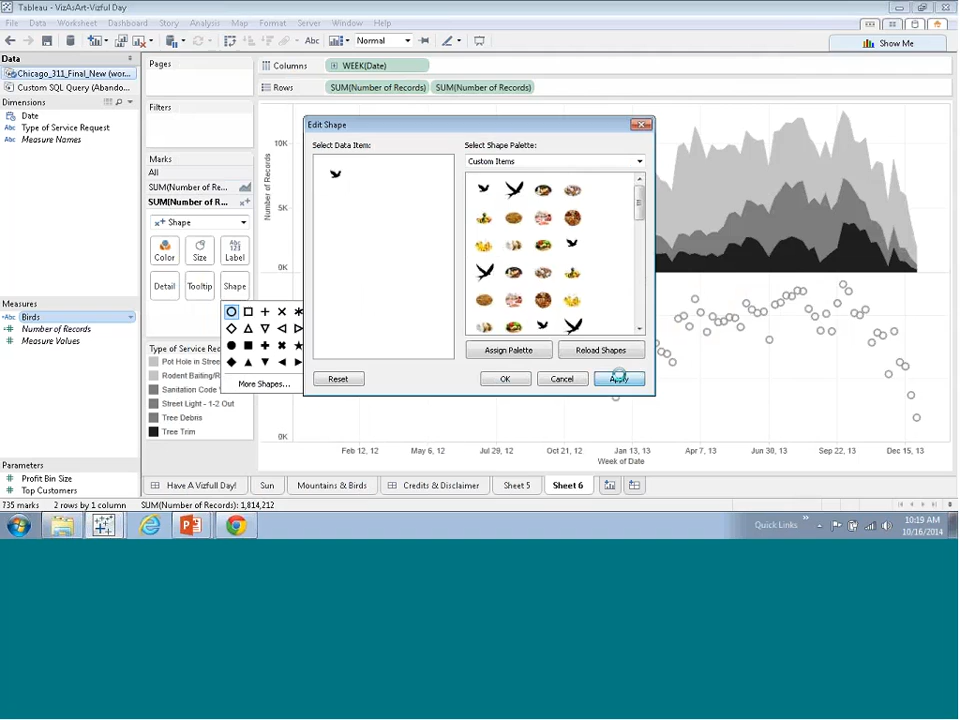 Tableau - VizAsArt-Vizful Day
File Data Worksheet Dashboard Story Analysis Map Format Server Window Help
Abc Normal Show Me
Data
Chicago_311_Final_New (wor...
Custom SQL Query (Abando...
Dimensions
Date
Abc Type of Service Request
Abc Measure Names
Measures
Abc Birds
# Number of Records
# Measure Values
Parameters
# Profit Bin Size
# Top Customers
Pages
Filters
Marks
All
SUM(Number of Re...
SUM(Number of R...
Shape
Color Size Abc 123 Label
Detail Tooltip Shape
More Shapes...
Type of Service Rec
Pot Hole in Stree
Rodent Baiting/R
Sanitation Code
Street Light - 1-2 Out
Tree Debris
Tree Trim
Columns WEEK(Date)
Rows SUM(Number of Records) SUM(Number of Records)
10K
5K
0K
0K
Number of Records
Edit Shape
Select Data Item:
Select Shape Palette:
Custom Items
Assign Palette Reload Shapes
Reset OK Cancel Apply
Feb 12, 12 May 6, 12 Jul 29, 12 Oct 21, 12 Jan 13, 13 Apr 7, 13 Jun 30, 13 Sep 22, 13 Dec 15, 13
Week of Date
Have A Vizful Day! Sun Mountains & Birds Credits & Disclaimer Sheet 5 Sheet 6
735 marks 2 rows by 1 column SUM(Number of Records): 1,814,212
Quick Links
10:19 AM
10/16/2014